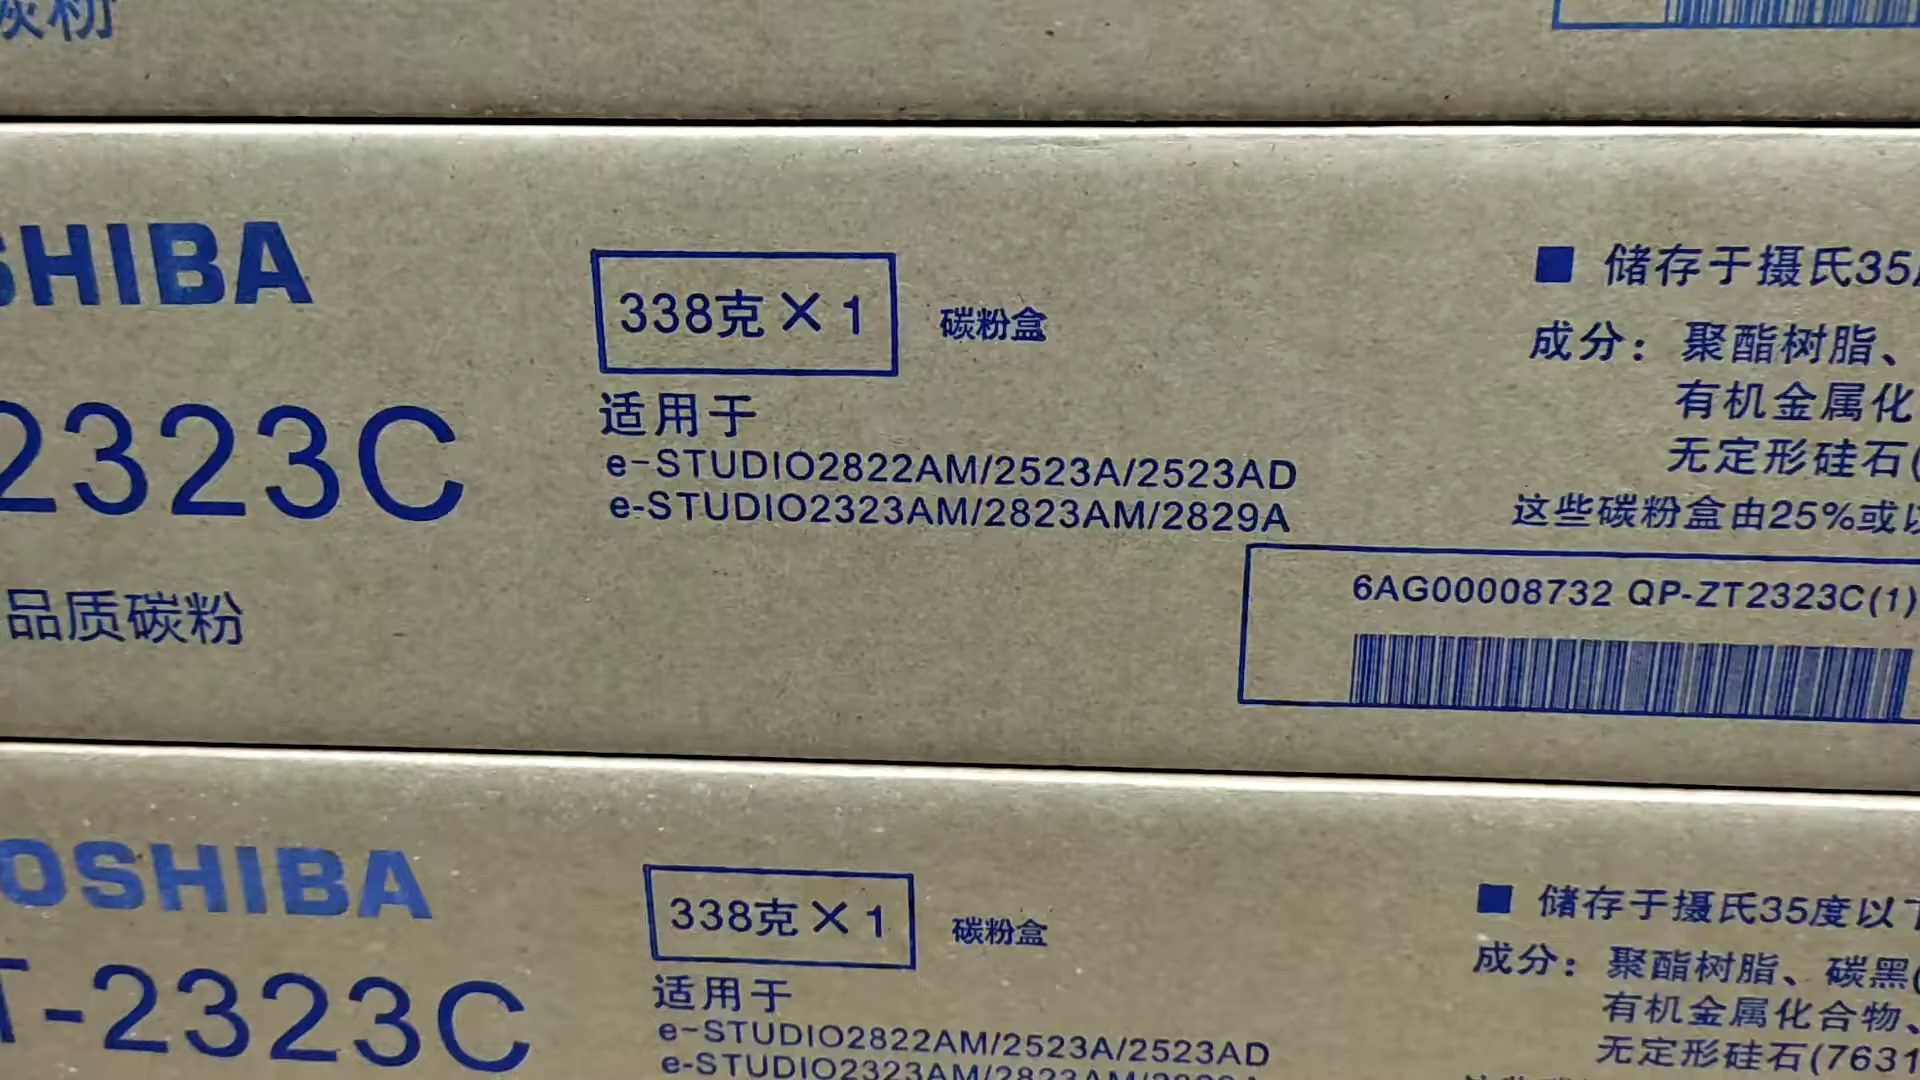 碳粉
SHIBA
2323C
品质碳粉
338克×1 碳粉盒
适用于
e-STUDIO2822AM/2523A/2523AD
e-STUDIO2323AM/2823AM/2829A
■ 储存于摄氏35
成分：聚酯树脂、
有机金属化
无定形硅石(
这些碳粉盒由25%或以
6AG00008732 QP-ZT2323C(1)
OSHIBA
T-2323C
338克×1 碳粉盒
适用于
e-STUDIO2822AM/2523A/2523AD
e-STUDIO2323AM/2823AM/2829A
■ 储存于摄氏35度以下
成分：聚酯树脂、碳黑(
有机金属化合物、
无定形硅石(7631